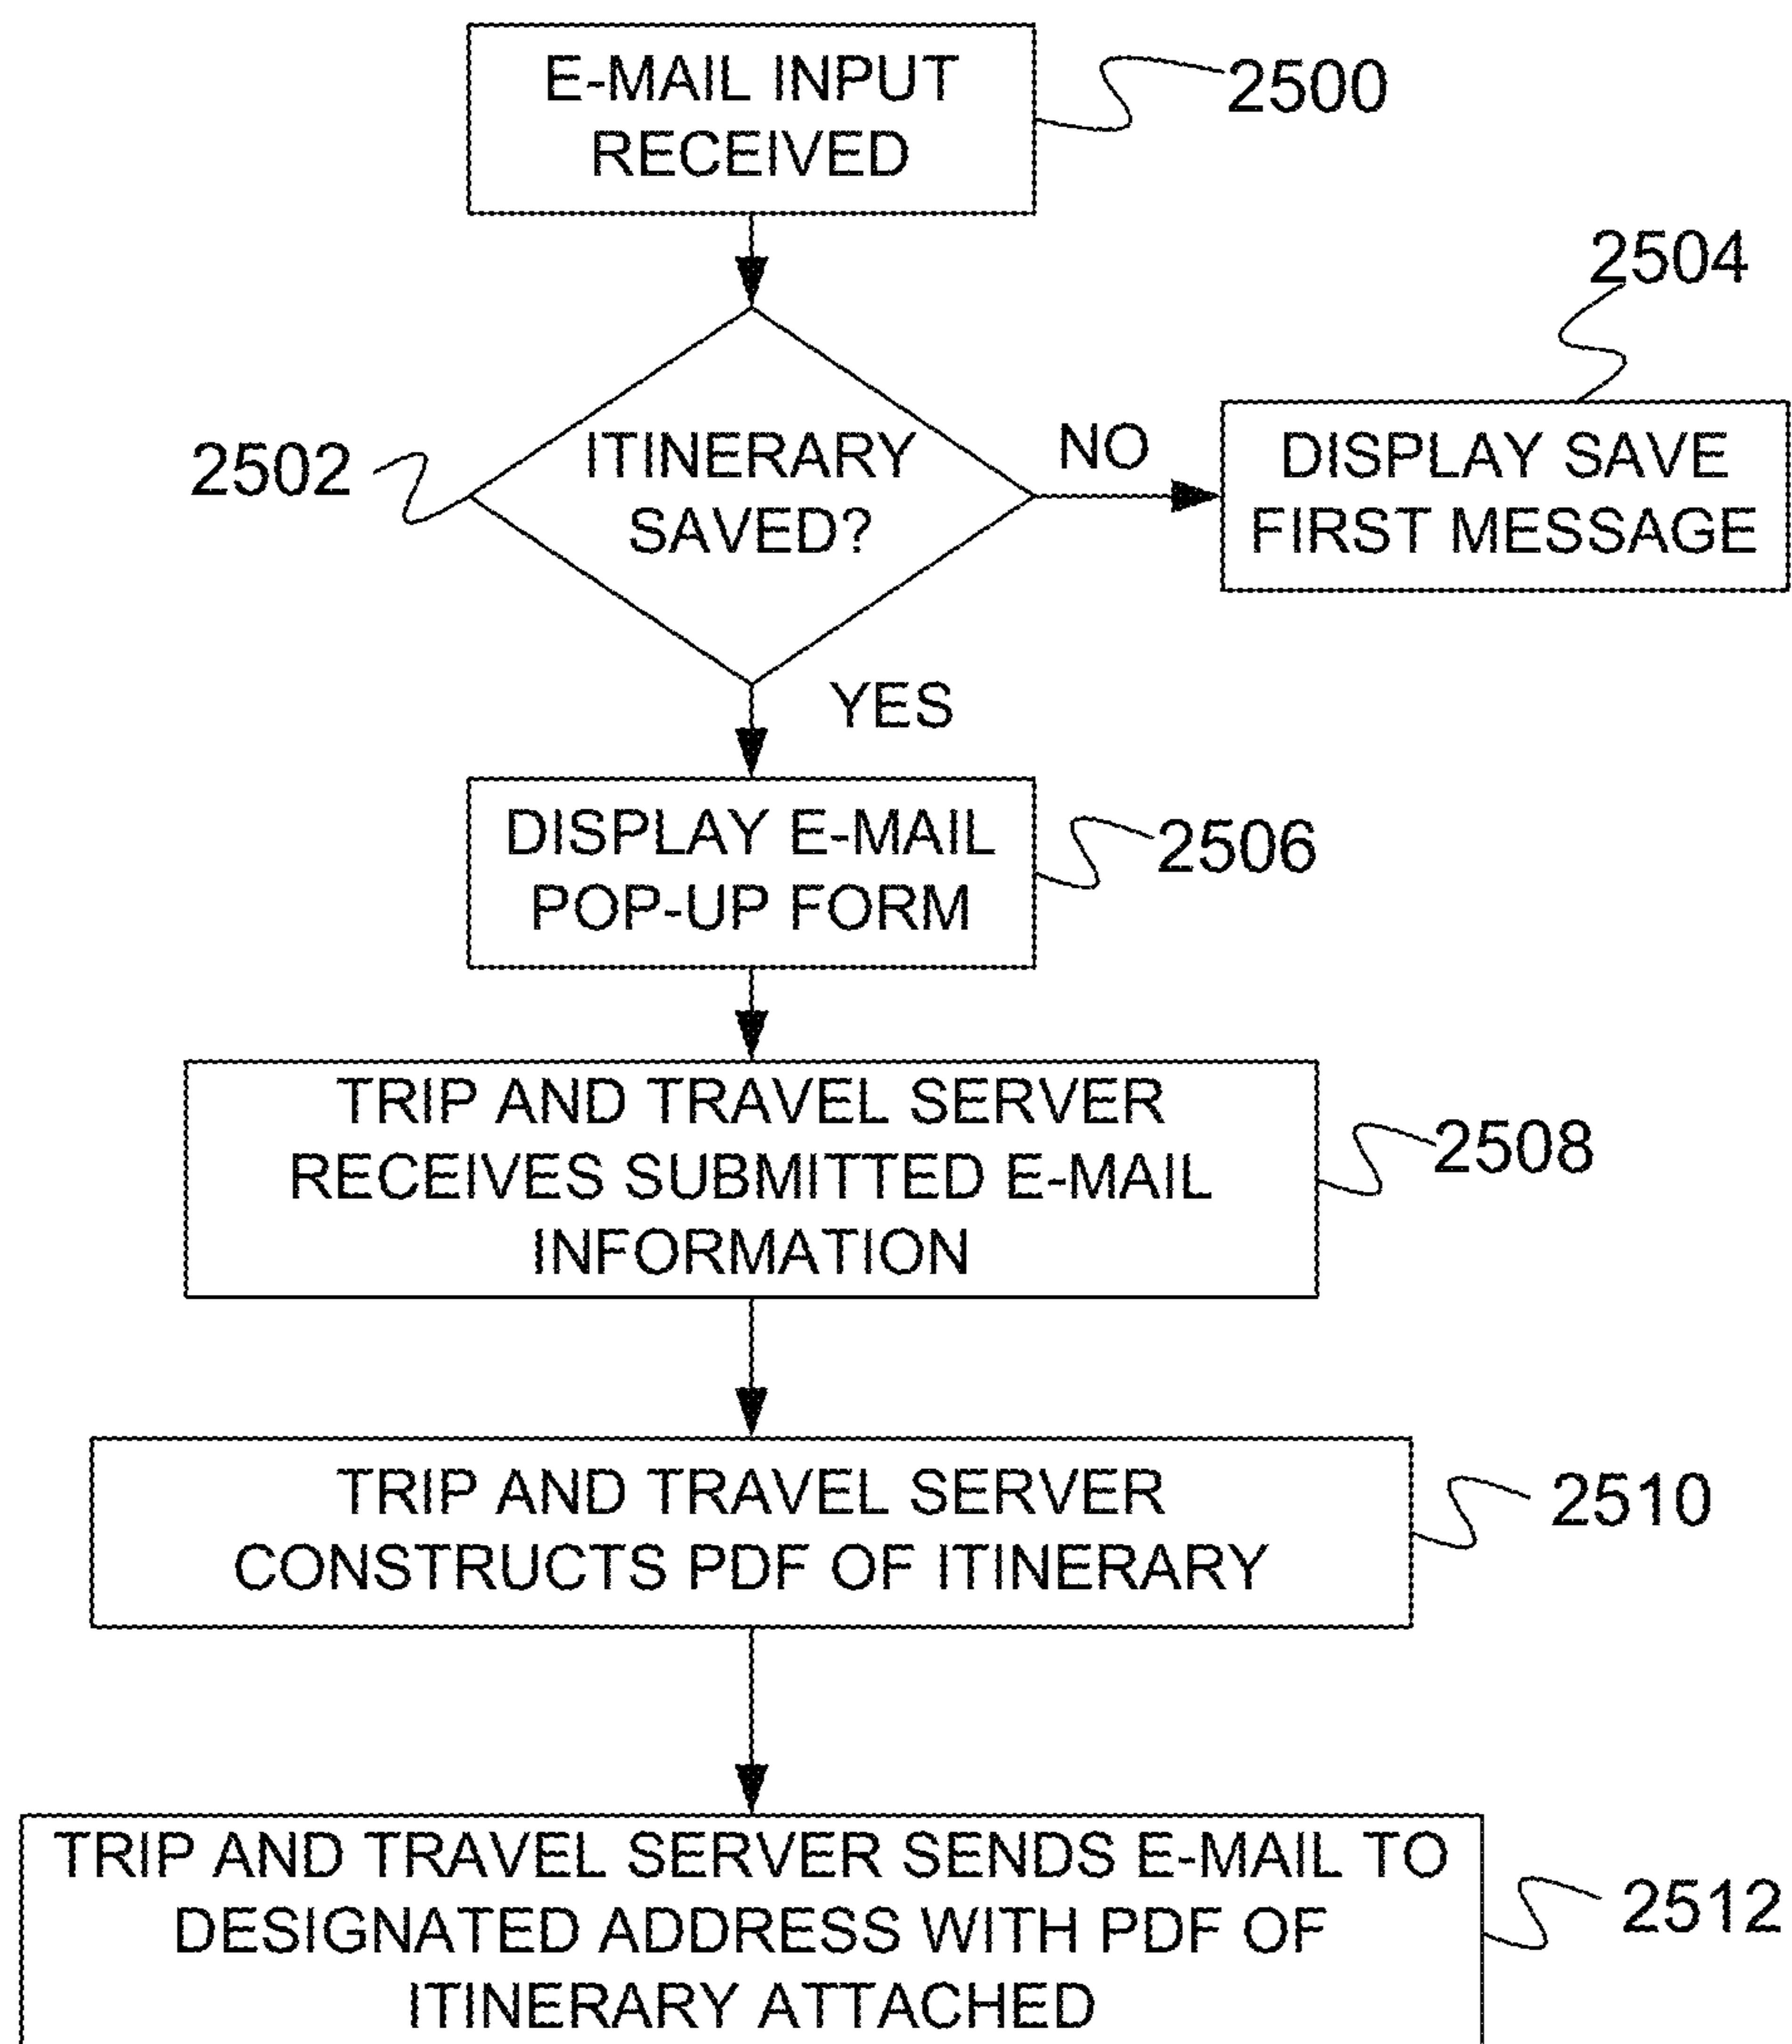 E-MAIL INPUT
RECEIVED
2500
2504
2502
ITINERARY
SAVED?
NO
DISPLAY SAVE
FIRST MESSAGE
YES
DISPLAY E-MAIL
POP-UP FORM
2506
TRIP AND TRAVEL SERVER
RECEIVES SUBMITTED E-MAIL
INFORMATION
2508
TRIP AND TRAVEL SERVER
CONSTRUCTS PDF OF ITINERARY
2510
TRIP AND TRAVEL SERVER SENDS E-MAIL TO
DESIGNATED ADDRESS WITH PDF OF
ITINERARY ATTACHED
2512